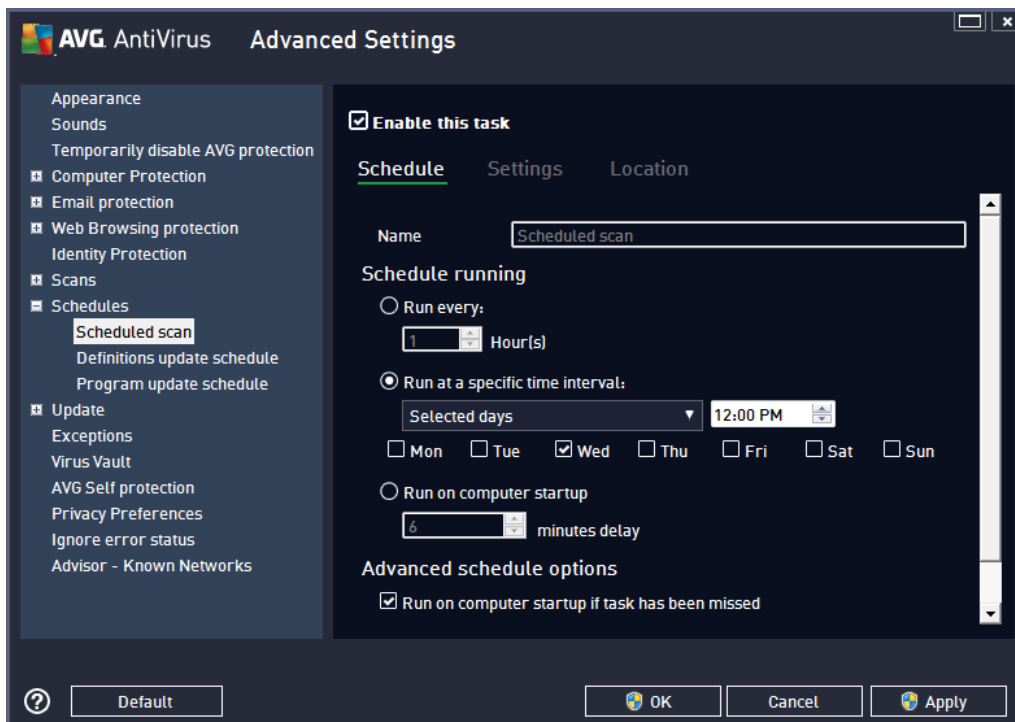 AVG. AntiVirus Advanced Settings
Appearance
Sounds
Temporarily disable AVG protection
Computer Protection
Email protection
Web Browsing protection
Identity Protection
Scans
Schedules
Scheduled scan
Definitions update schedule
Program update schedule
Update
Exceptions
Virus Vault
AVG Self protection
Privacy Preferences
Ignore error status
Advisor - Known Networks
Enable this task
Schedule Settings Location
Name Scheduled scan
Schedule running
Run every:
1 Hour(s)
Run at a specific time interval:
Selected days 12:00 PM
Mon Tue Wed Thu Fri Sat Sun
Run on computer startup
6 minutes delay
Advanced schedule options
Run on computer startup if task has been missed
? Default OK Cancel Apply